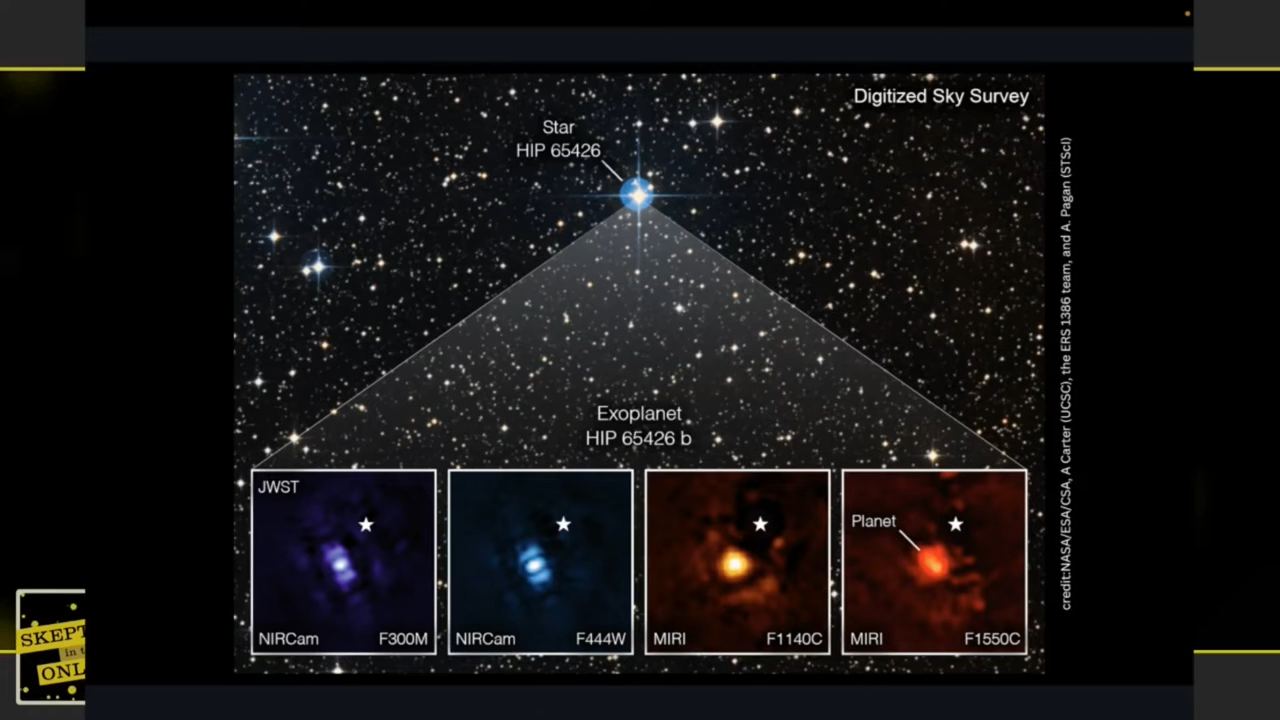 Digitized Sky Survey
Star
HIP 65426
Exoplanet
HIP 65426 b
JWST
NIRCam F300M
NIRCam F444W
MIRI F1140C
Planet
MIRI F1550C
credit:NASA/ESA/CSA, A Carter (UCSC), the ERS 1386 team, and A. Pagan (STScI)
SKEPT
in t
ONL